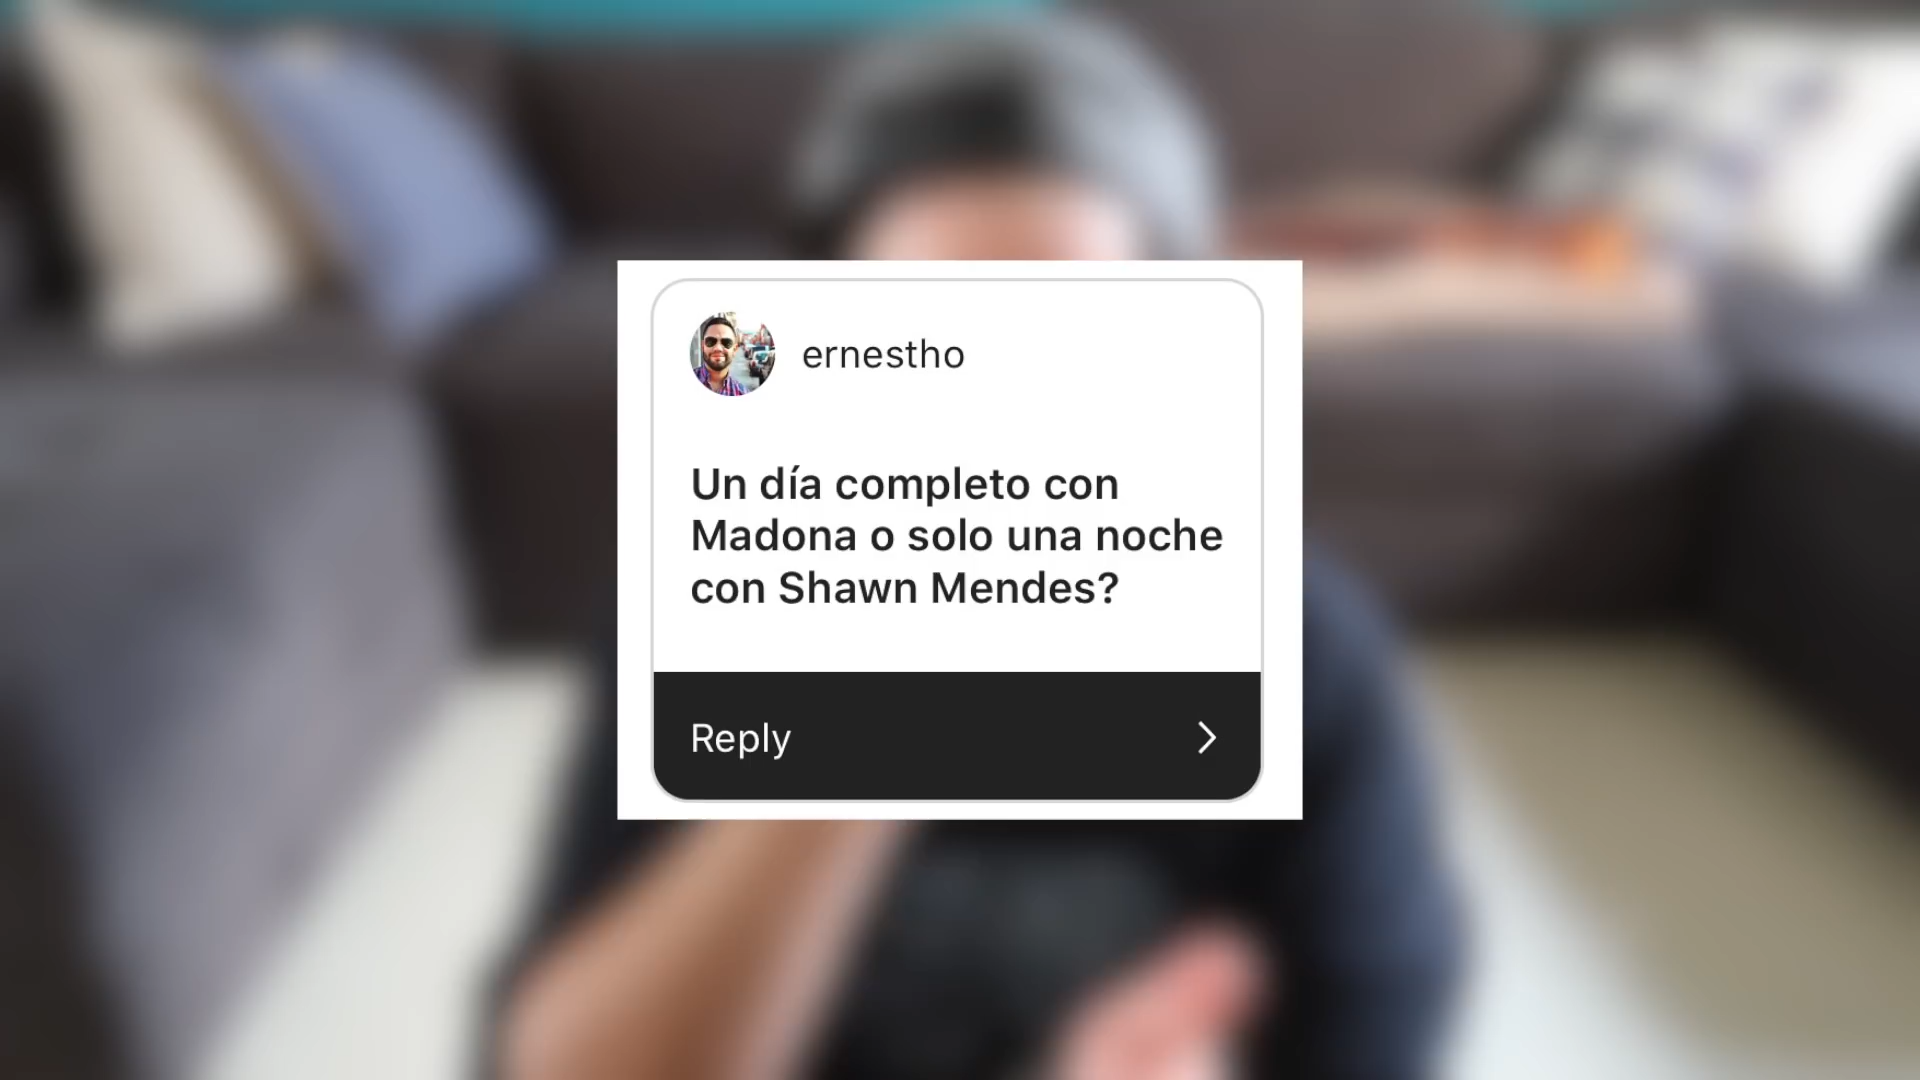 ernestho
Un día completo con
Madona o solo una noche
con Shawn Mendes?
Reply